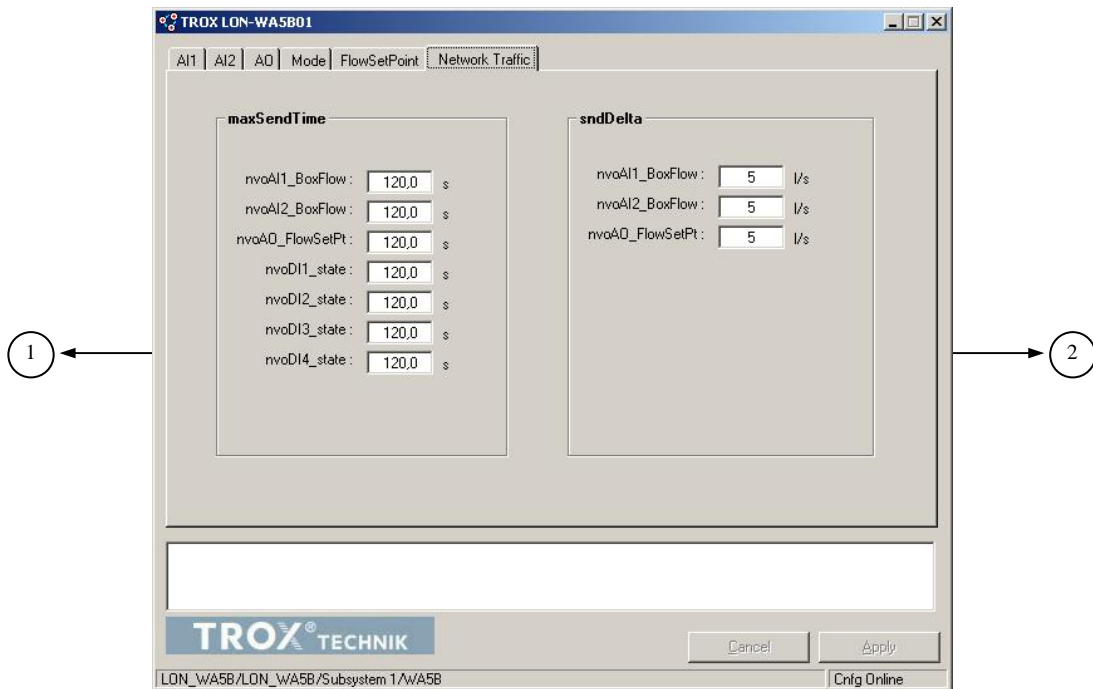 TROX LON-WA5B01
AI1 AI2 AO Mode FlowSetPoint Network Traffic
maxSendTime
nvoAI1_BoxFlow : 120,0 s
nvoAI2_BoxFlow : 120,0 s
nvoAO_FlowSetPt : 120,0 s
nvoDI1_state : 120,0 s
nvoDI2_state : 120,0 s
nvoDI3_state : 120,0 s
nvoDI4_state : 120,0 s
sndDelta
nvoAI1_BoxFlow : 5 l/s
nvoAI2_BoxFlow : 5 l/s
nvoAO_FlowSetPt : 5 l/s
1
2
TROX® TECHNIK
Cancel Apply
LON_WA5B/LON_WA5B/Subsystem 1/WA5B Cnfg Online